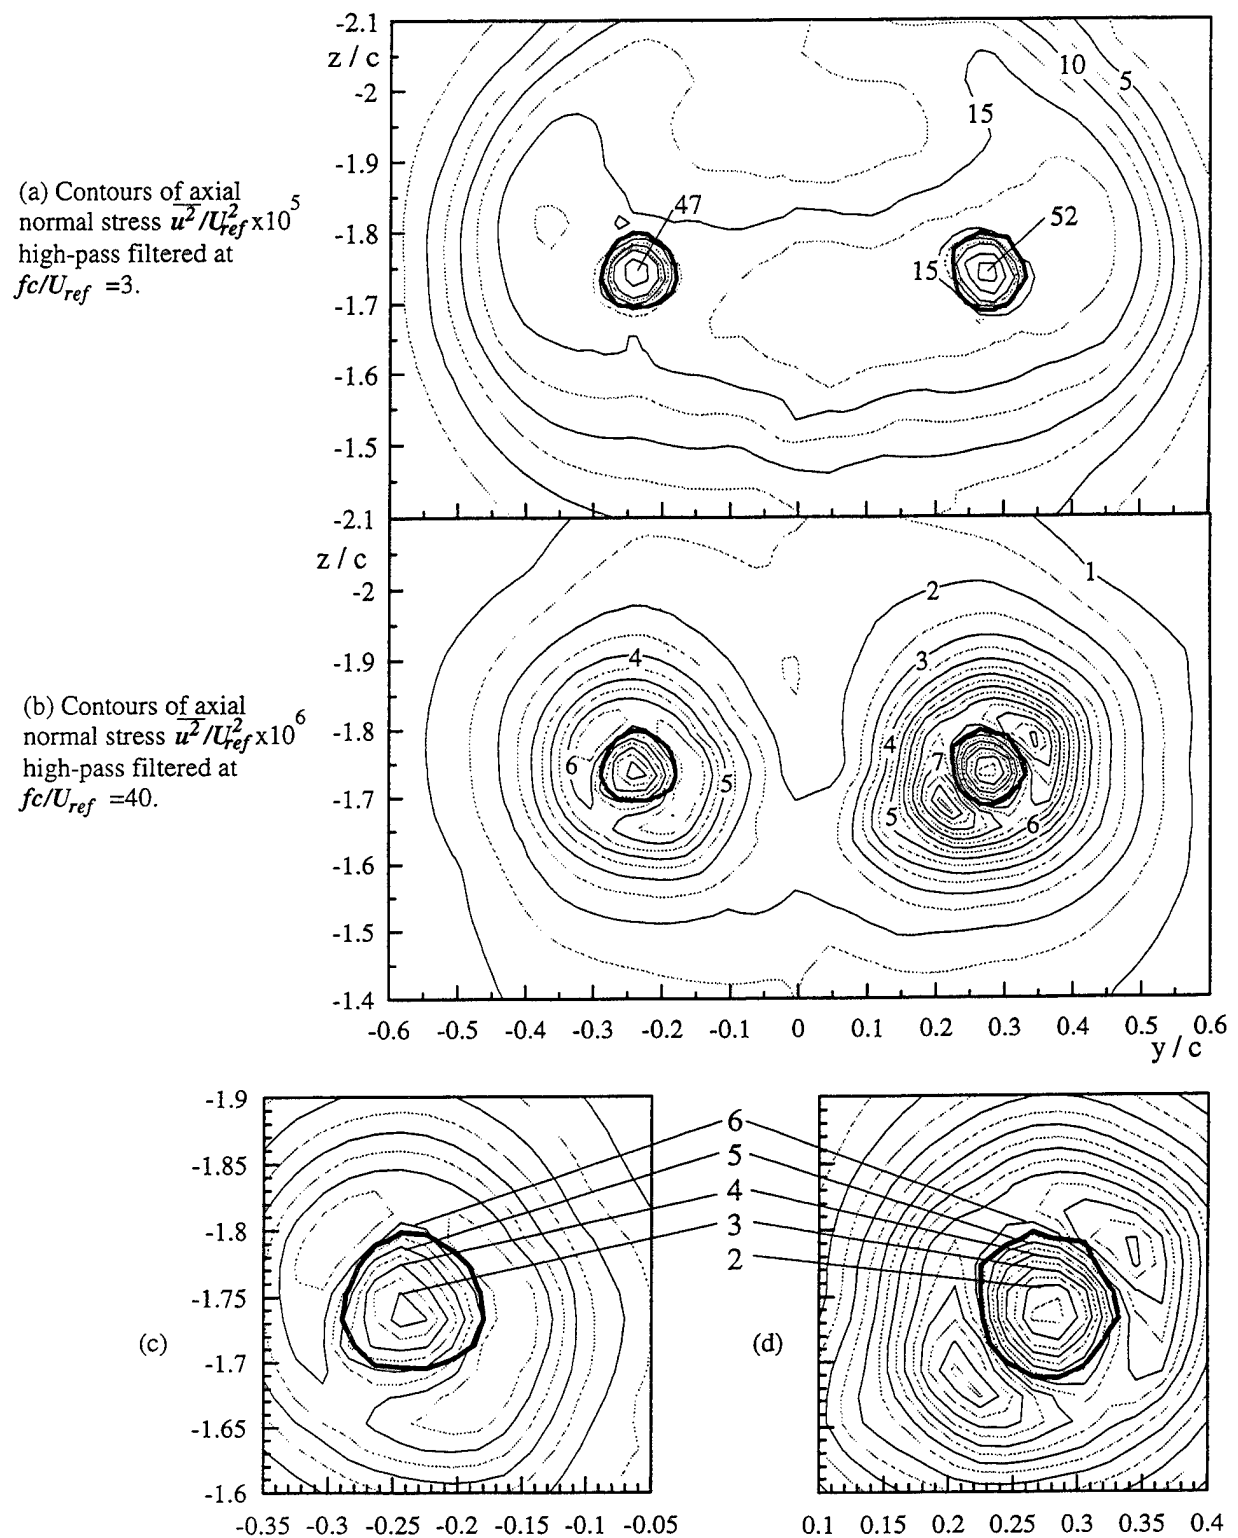 -2.1
z / c
-2
-1.9
-1.8
-1.7
-1.6
-1.5
10
5
15
47
52
15
(a) Contours of axial
normal stress u²/U²ref x10⁵
high-pass filtered at
fc/Uref =3.
-2.1
z / c
-2
-1.9
-1.8
-1.7
-1.6
-1.5
-1.4
1
2
3
4
4
6
5
7
5
6
(b) Contours of axial
normal stress u²/U²ref x10⁶
high-pass filtered at
fc/Uref =40.
-0.6 -0.5 -0.4 -0.3 -0.2 -0.1 0 0.1 0.2 0.3 0.4 0.5 0.6
y / c
-1.9
-1.85
-1.8
-1.75
-1.7
-1.65
-1.6
6
5
4
3
2
(c)
(d)
-0.35 -0.3 -0.25 -0.2 -0.15 -0.1 -0.05
0.1 0.15 0.2 0.25 0.3 0.35 0.4